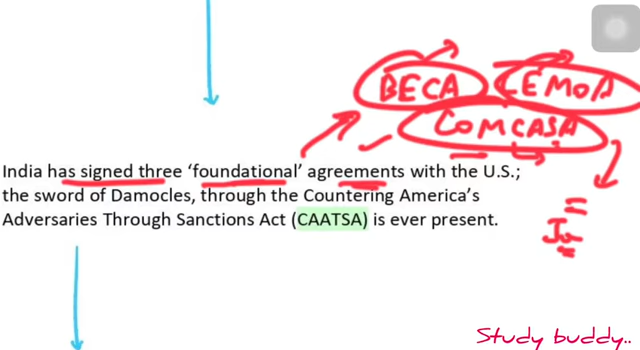 BECA LEMOA
COMCASA
India has signed three ‘foundational’ agreements with the U.S.;
the sword of Damocles, through the Countering America’s
Adversaries Through Sanctions Act (CAATSA) is ever present.
Study buddy..